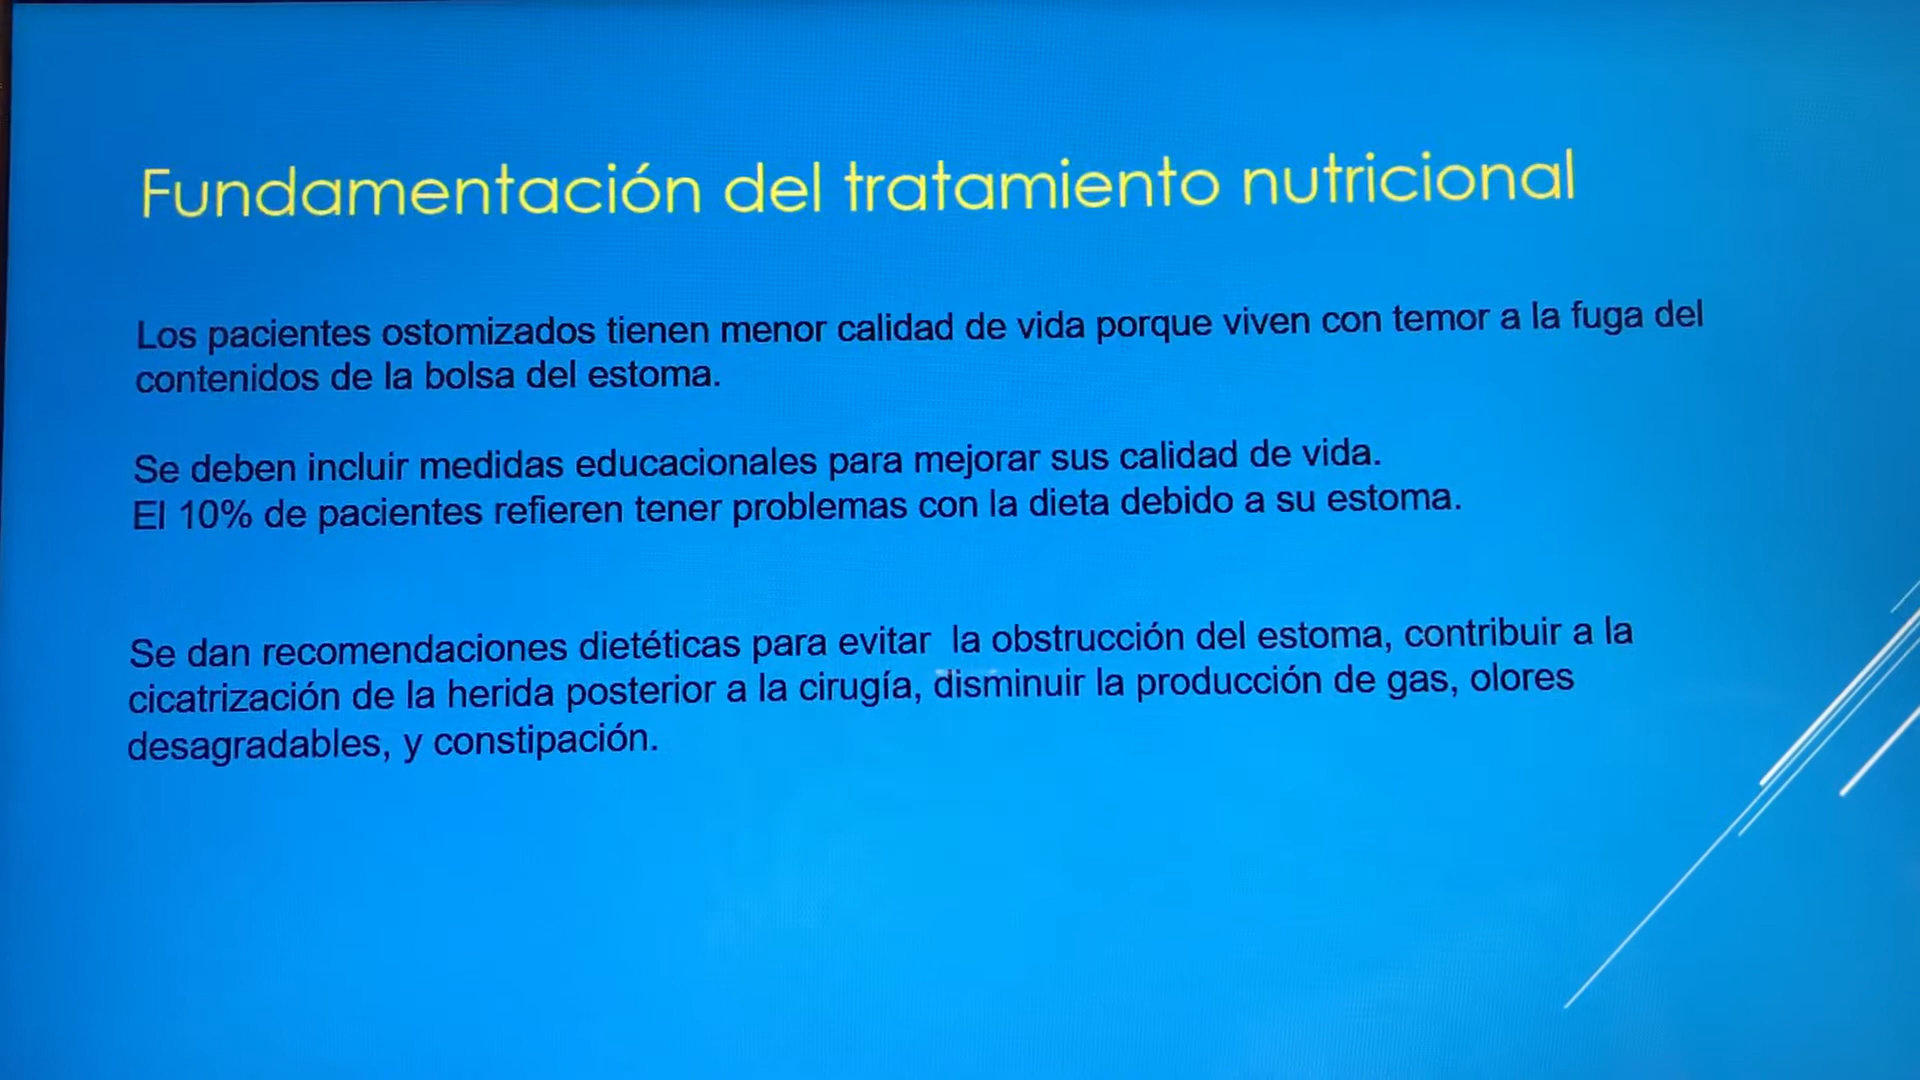 Fundamentación del tratamiento nutricional
Los pacientes ostomizados tienen menor calidad de vida porque viven con temor a la fuga del
contenidos de la bolsa del estoma.
Se deben incluir medidas educacionales para mejorar sus calidad de vida.
El 10% de pacientes refieren tener problemas con la dieta debido a su estoma.
Se dan recomendaciones dietéticas para evitar  la obstrucción del estoma, contribuir a la
cicatrización de la herida posterior a la cirugía, disminuir la producción de gas, olores
desagradables, y constipación.